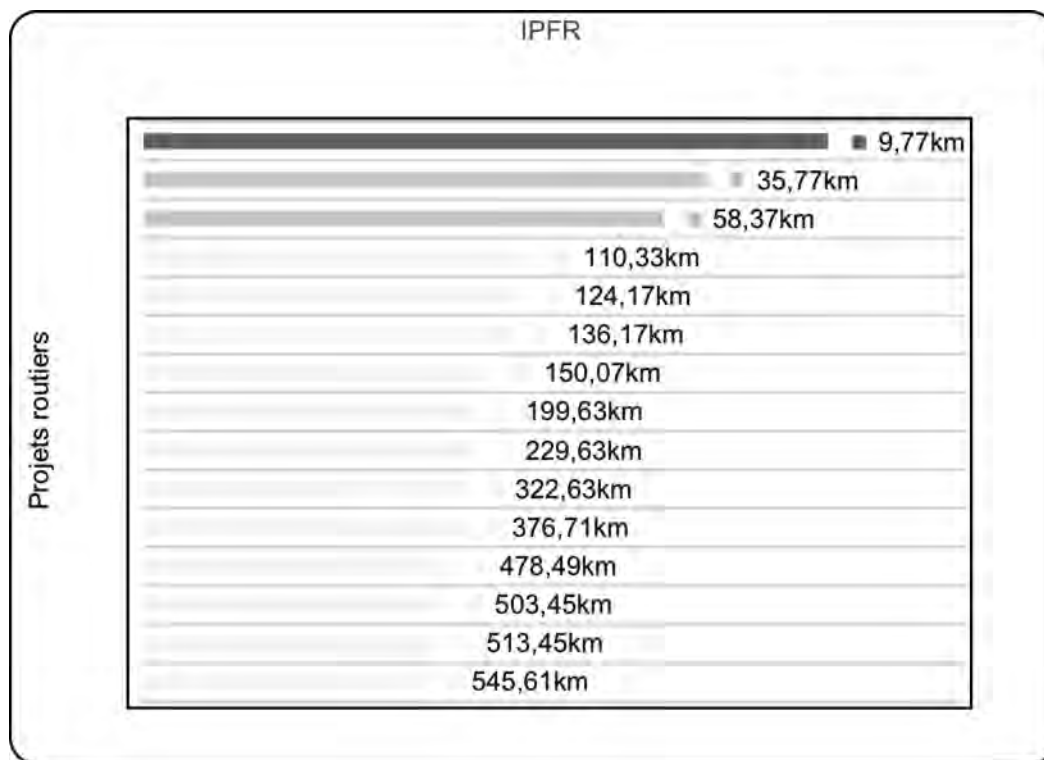 IPFR
9,77km
35,77km
58,37km
110,33km
124,17km
136,17km
150,07km
199,63km
229,63km
322,63km
376,71km
478,49km
503,45km
513,45km
545,61km
Projets routiers